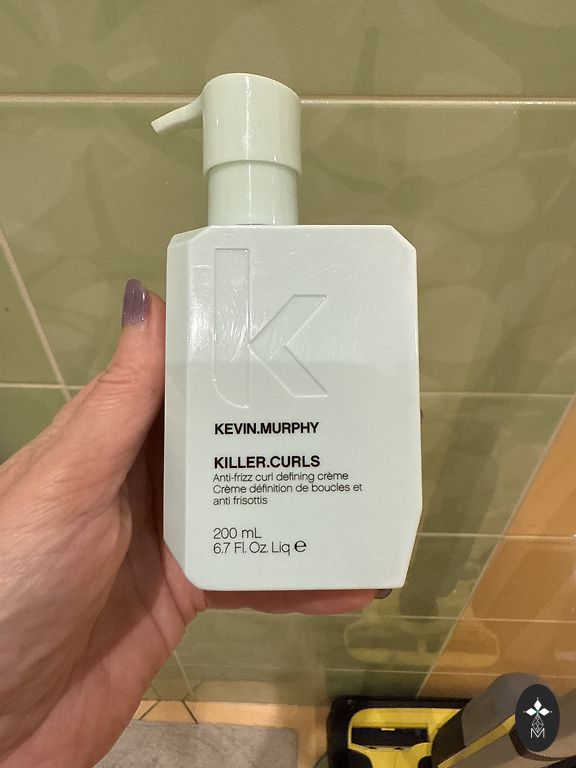 k
KEVIN.MURPHY
KILLER.CURLS
Anti-frizz curl defining crème
Crème définition de boucles et
anti frisottis
200 mL
6.7 Fl. Oz. Liq ℮
M